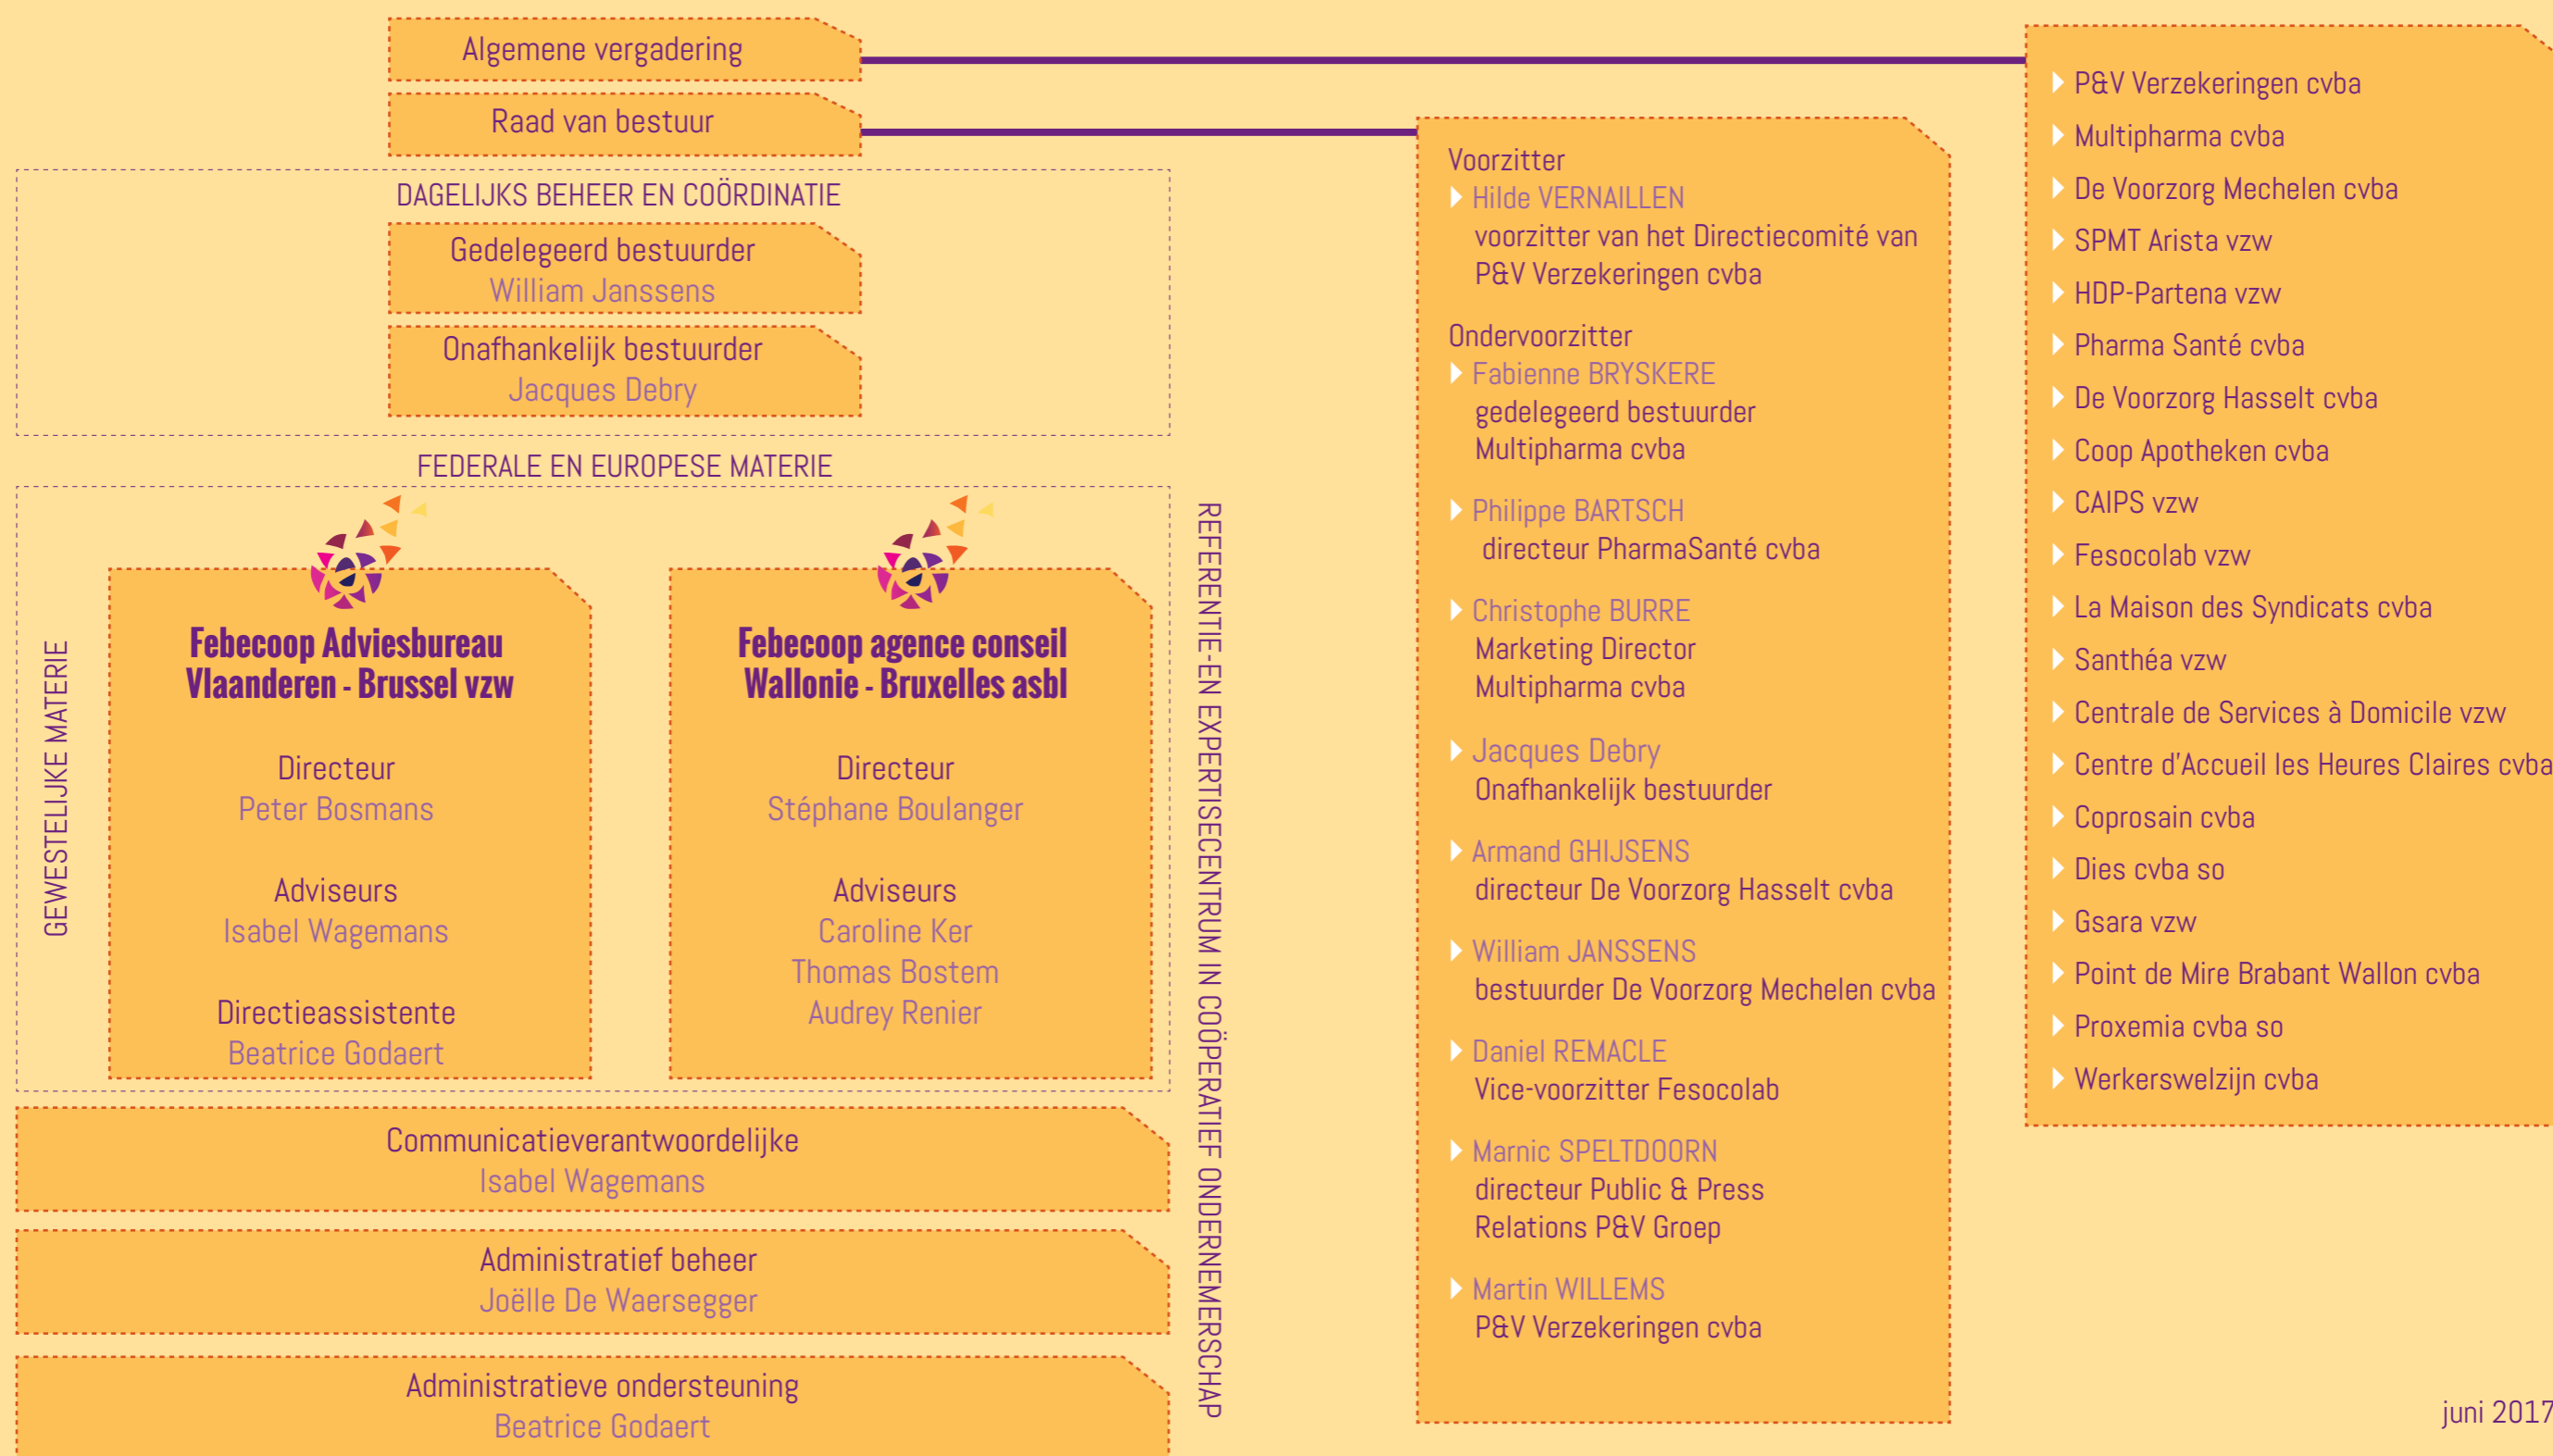 Algemene vergadering
Raad van bestuur
DAGELIJKS BEHEER EN COÖRDINATIE
Gedelegeerd bestuurder
William Janssens
Onafhankelijk bestuurder
Jacques Debry
FEDERALE EN EUROPESE MATERIE
GEWESTELIJKE MATERIE
Febecoop Adviesbureau
Vlaanderen - Brussel vzw
Directeur
Peter Bosmans
Adviseurs
Isabel Wagemans
Directieassistente
Beatrice Godaert
Febecoop agence conseil
Wallonie - Bruxelles asbl
Directeur
Stéphane Boulanger
Adviseurs
Caroline Ker
Thomas Bostem
Audrey Renier
REFERENTIE-EN EXPERTISECENTRUM IN COÖPERATIEF ONDERNEMERSCHAP
Communicatieverantwoordelijke
Isabel Wagemans
Administratief beheer
Joëlle De Waersegger
Administratieve ondersteuning
Beatrice Godaert
Voorzitter
Hilde VERNAILLEN
voorzitter van het Directiecomité van
P&V Verzekeringen cvba
Ondervoorzitter
Fabienne BRYSKERE
gedelegeerd bestuurder
Multipharma cvba
Philippe BARTSCH
directeur PharmaSanté cvba
Christophe BURRE
Marketing Director
Multipharma cvba
Jacques Debry
Onafhankelijk bestuurder
Armand GHIJSENS
directeur De Voorzorg Hasselt cvba
William JANSSENS
bestuurder De Voorzorg Mechelen cvba
Daniel REMACLE
Vice-voorzitter Fesocolab
Marnic SPELTDOORN
directeur Public & Press
Relations P&V Groep
Martin WILLEMS
P&V Verzekeringen cvba
P&V Verzekeringen cvba
Multipharma cvba
De Voorzorg Mechelen cvba
SPMT Arista vzw
HDP-Partena vzw
Pharma Santé cvba
De Voorzorg Hasselt cvba
Coop Apotheken cvba
CAIPS vzw
Fesocolab vzw
La Maison des Syndicats cvba
Santhéa vzw
Centrale de Services à Domicile vzw
Centre d'Accueil les Heures Claires cvba
Coprosain cvba
Dies cvba so
Gsara vzw
Point de Mire Brabant Wallon cvba
Proxemia cvba so
Werkerswelzijn cvba
juni 2017